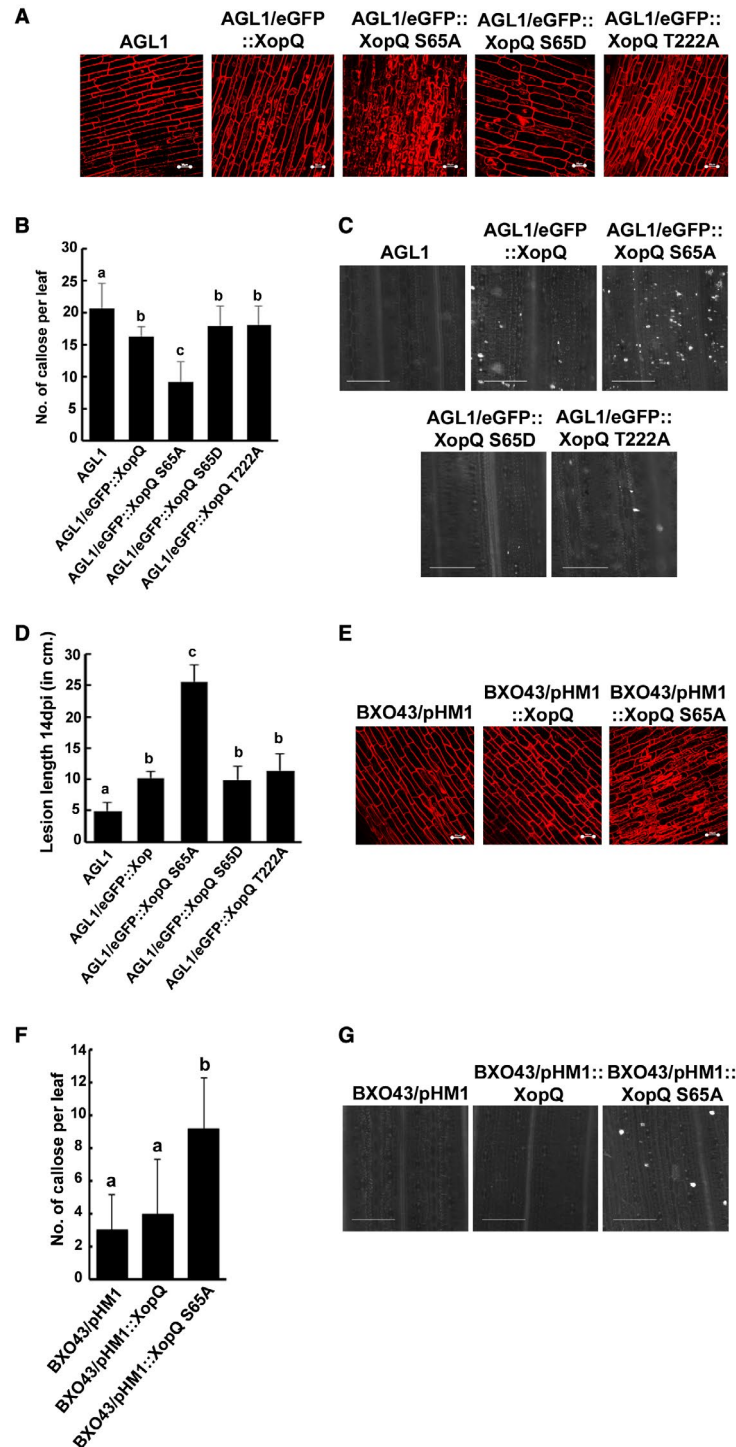 A
AGL1
AGL1/eGFP
::XopQ
AGL1/eGFP::
XopQ S65A
AGL1/eGFP::
XopQ S65D
AGL1/eGFP::
XopQ T222A
B
No. of callose per leaf
30
25
20
15
10
5
0
a
b
c
b
b
AGL1
AGL1/eGFP::XopQ
AGL1/eGFP::XopQ S65A
AGL1/eGFP::XopQ S65D
AGL1/eGFP::XopQ T222A
C
AGL1
AGL1/eGFP
::XopQ
AGL1/eGFP::
XopQ S65A
AGL1/eGFP::
XopQ S65D
AGL1/eGFP::
XopQ T222A
D
Lesion length 14dpi (in cm.)
30
25
20
15
10
5
0
a
b
c
b
b
AGL1
AGL1/eGFP::Xop
AGL1/eGFP::XopQ S65A
AGL1/eGFP::XopQ S65D
AGL1/eGFP::XopQ T222A
E
BXO43/pHM1
BXO43/pHM1
::XopQ
BXO43/pHM1
::XopQ S65A
F
No. of callose per leaf
14
12
10
8
6
4
2
0
a
a
b
BXO43/pHM1
BXO43/pHM1::XopQ
BXO43/pHM1::XopQ S65A
G
BXO43/pHM1
BXO43/pHM1::
XopQ
BXO43/pHM1::
XopQ S65A